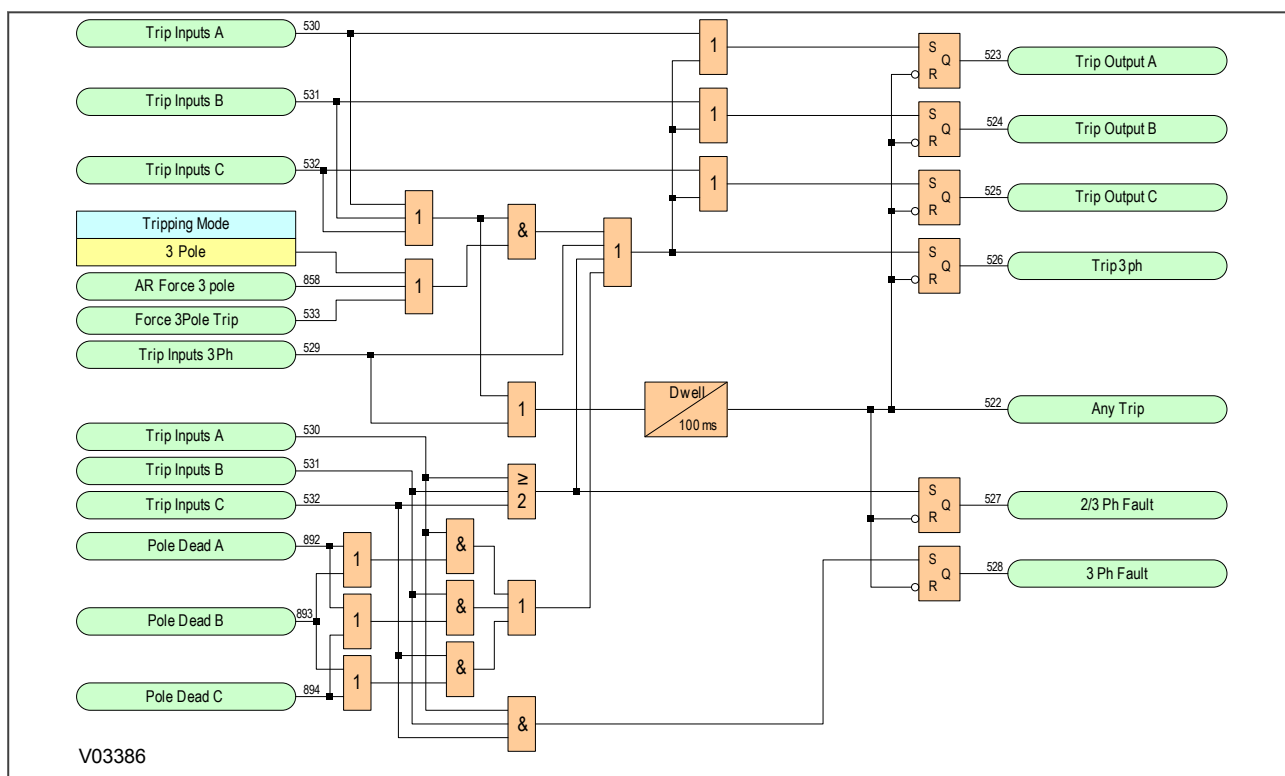 Trip Inputs A 530
Trip Inputs B 531
Trip Inputs C 532
Tripping Mode
3 Pole
AR Force 3 pole 858
Force 3Pole Trip 533
Trip Inputs 3Ph 529
Trip Inputs A 530
Trip Inputs B 531
Trip Inputs C 532
Pole Dead A 892
Pole Dead B 893
Pole Dead C 894
1
1
&
1
1
≥
2
1
1
1
&
&
&
1
&
1
1
1
1
Dwell
100 ms
S
Q
R
523 Trip Output A
S
Q
R
524 Trip Output B
S
Q
R
525 Trip Output C
S
Q
R
526 Trip 3 ph
522 Any Trip
S
Q
R
527 2/3 Ph Fault
S
Q
R
528 3 Ph Fault
V03386